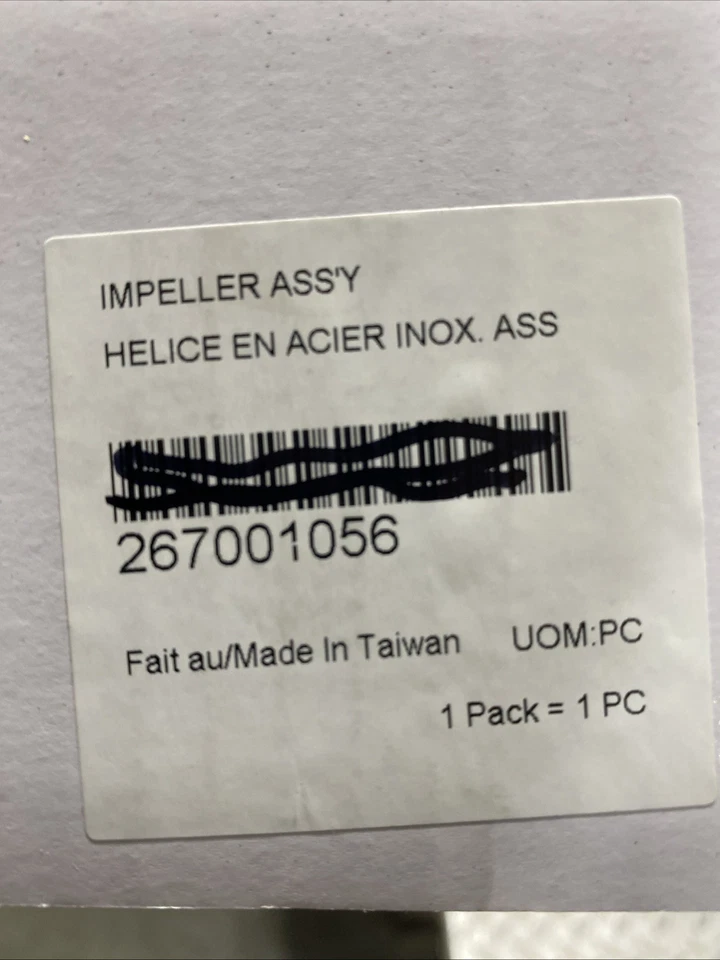 IMPELLER ASS'Y
HELICE EN ACIER INOX. ASS
267001056
Fait au/Made In Taiwan UOM:PC
1 Pack = 1 PC